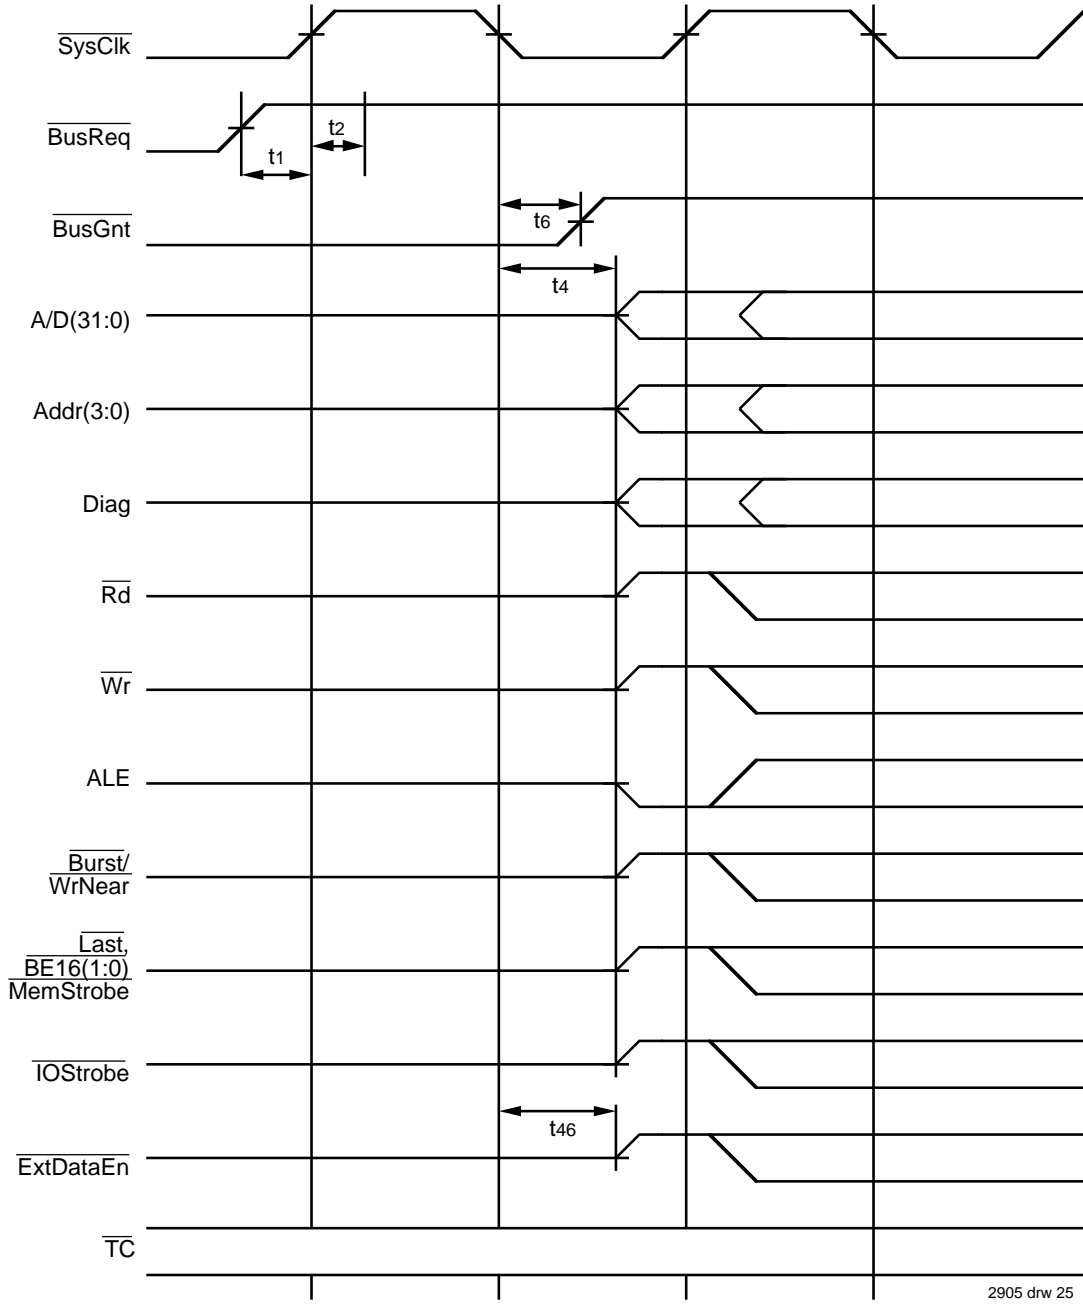 SysClk
BusReq
t2
t1
BusGnt
t6
t4
A/D(31:0)
Addr(3:0)
Diag
Rd
Wr
ALE
Burst/
WrNear
Last,
BE16(1:0)
MemStrobe
IOStrobe
t46
ExtDataEn
TC
2905 drw 25